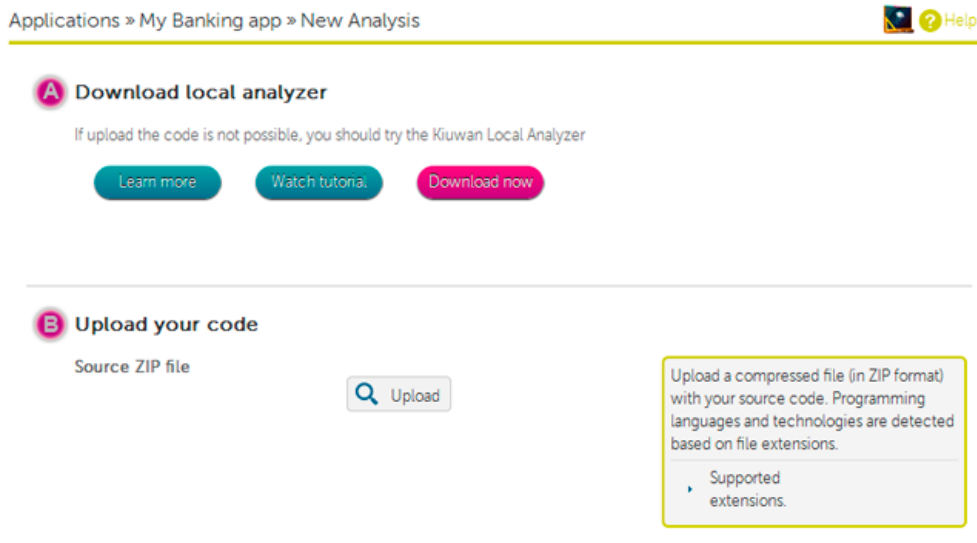 Applications » My Banking app » New Analysis
? Help
A Download local analyzer
If upload the code is not possible, you should try the Kiuwan Local Analyzer
Learn more Watch tutorial Download now
B Upload your code
Source ZIP file
Upload
Upload a compressed file (in ZIP format)
with your source code. Programming
languages and technologies are detected
based on file extensions.
Supported
extensions.